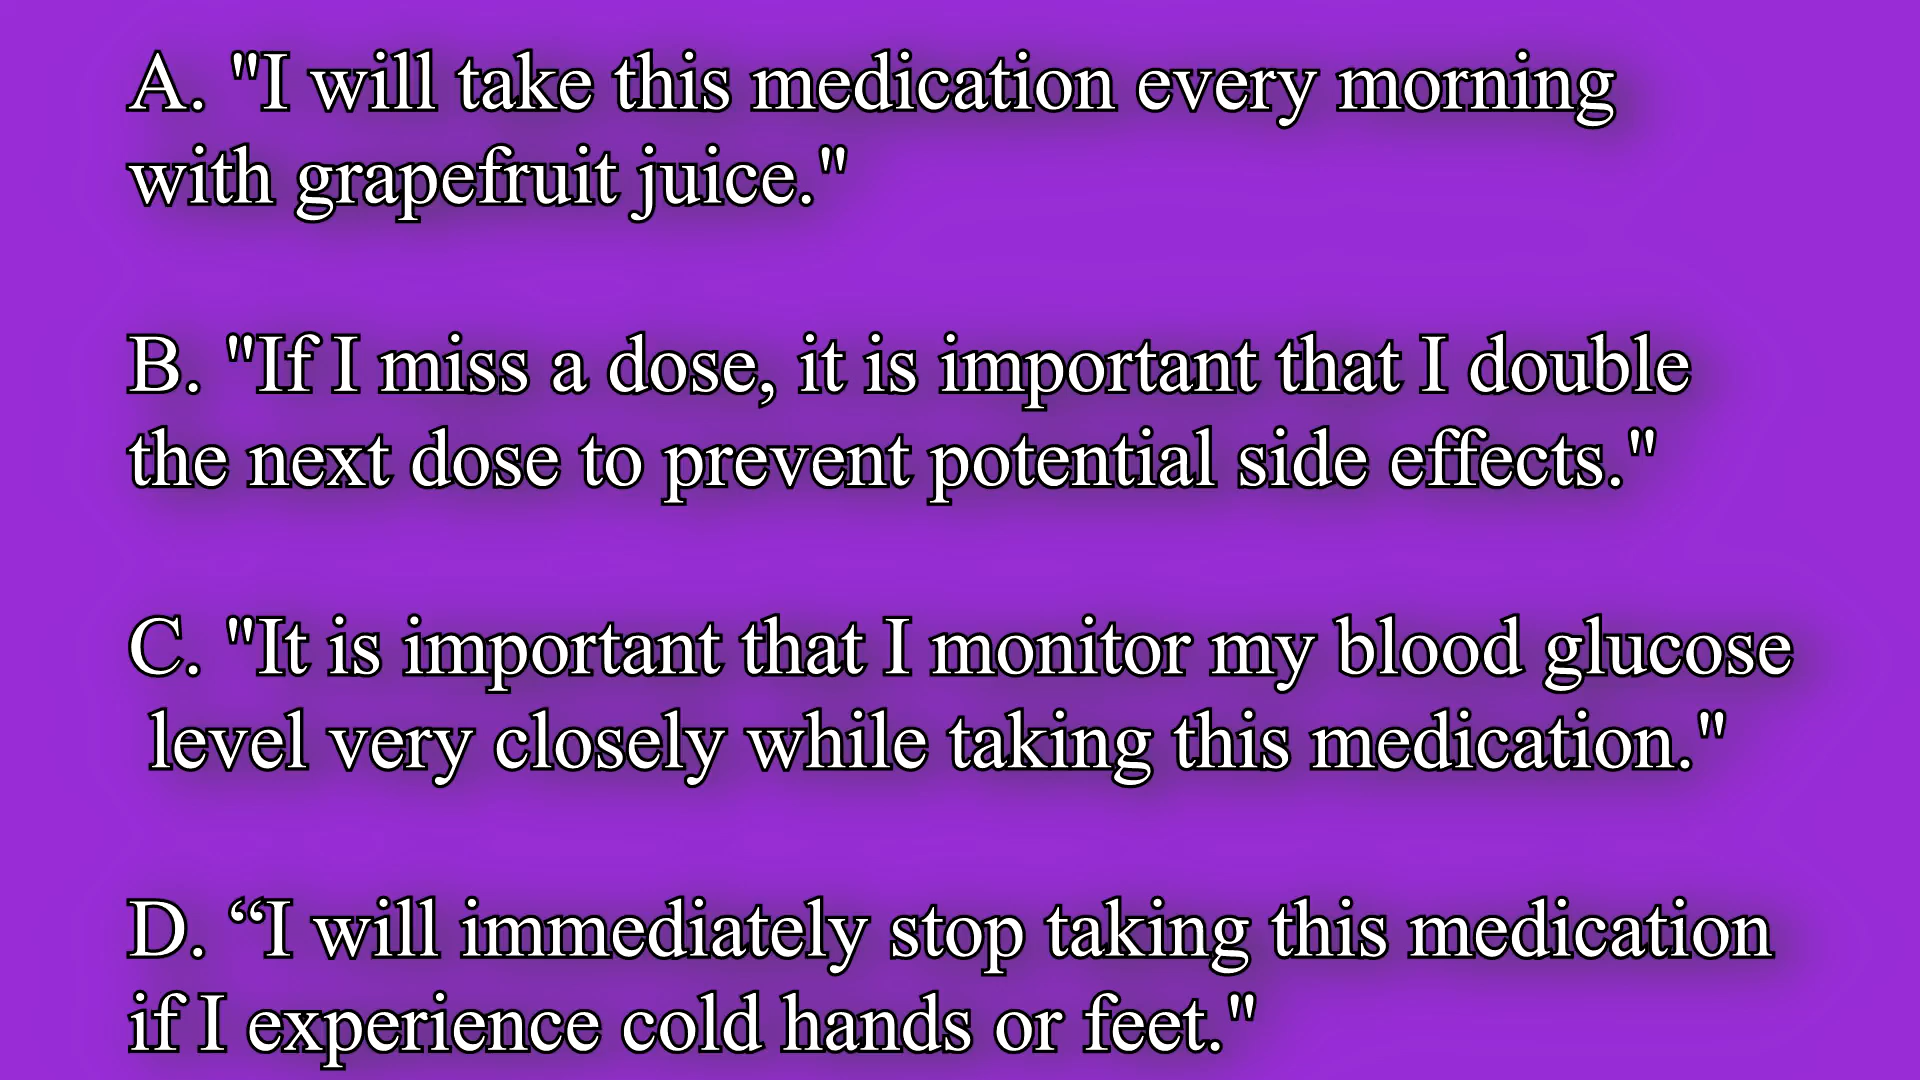 A. "I will take this medication every morning
with grapefruit juice."
B. "If I miss a dose, it is important that I double
the next dose to prevent potential side effects."
C. "It is important that I monitor my blood glucose
level very closely while taking this medication."
D. “I will immediately stop taking this medication
if I experience cold hands or feet."